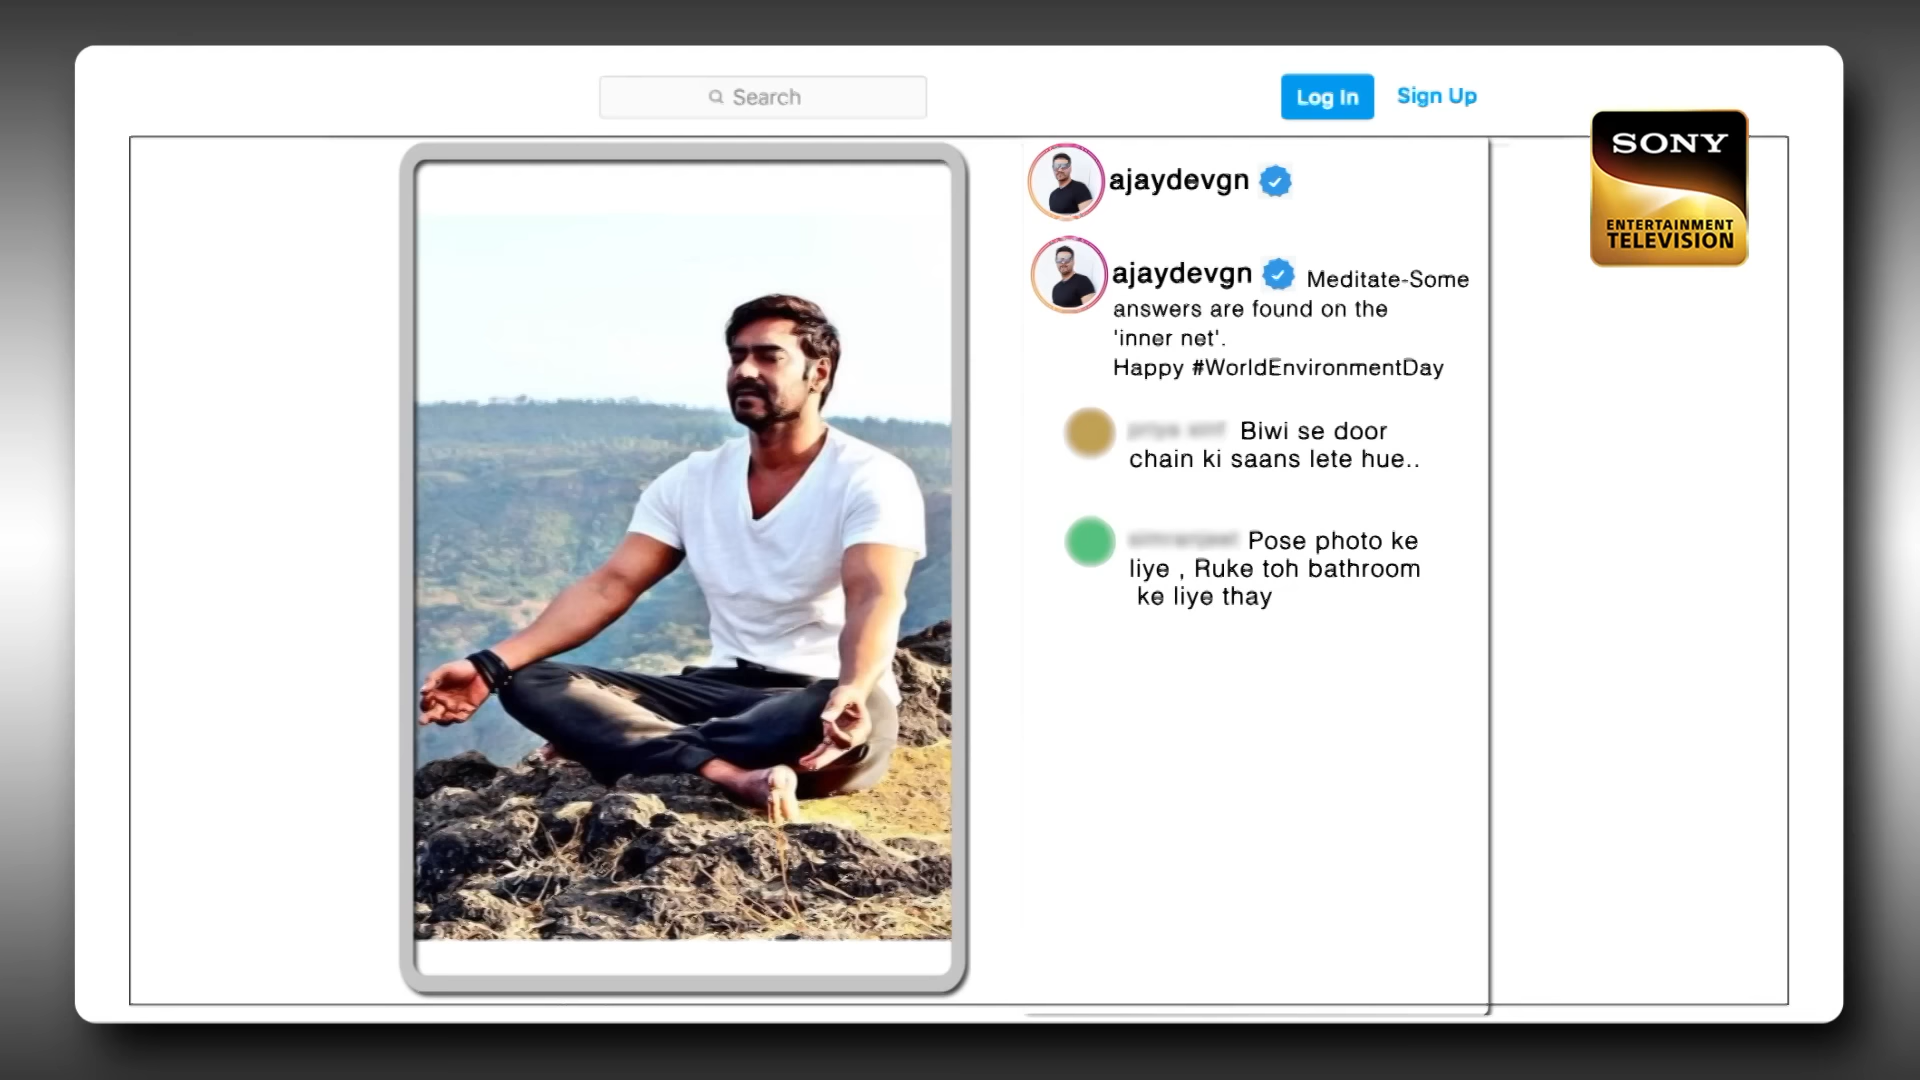 Search
Log In
Sign Up
SONY
ENTERTAINMENT
TELEVISION
ajaydevgn
ajaydevgn Meditate-Some
answers are found on the
'inner net'.
Happy #WorldEnvironmentDay
Biwi se door
chain ki saans lete hue..
Pose photo ke
liye , Ruke toh bathroom
ke liye thay